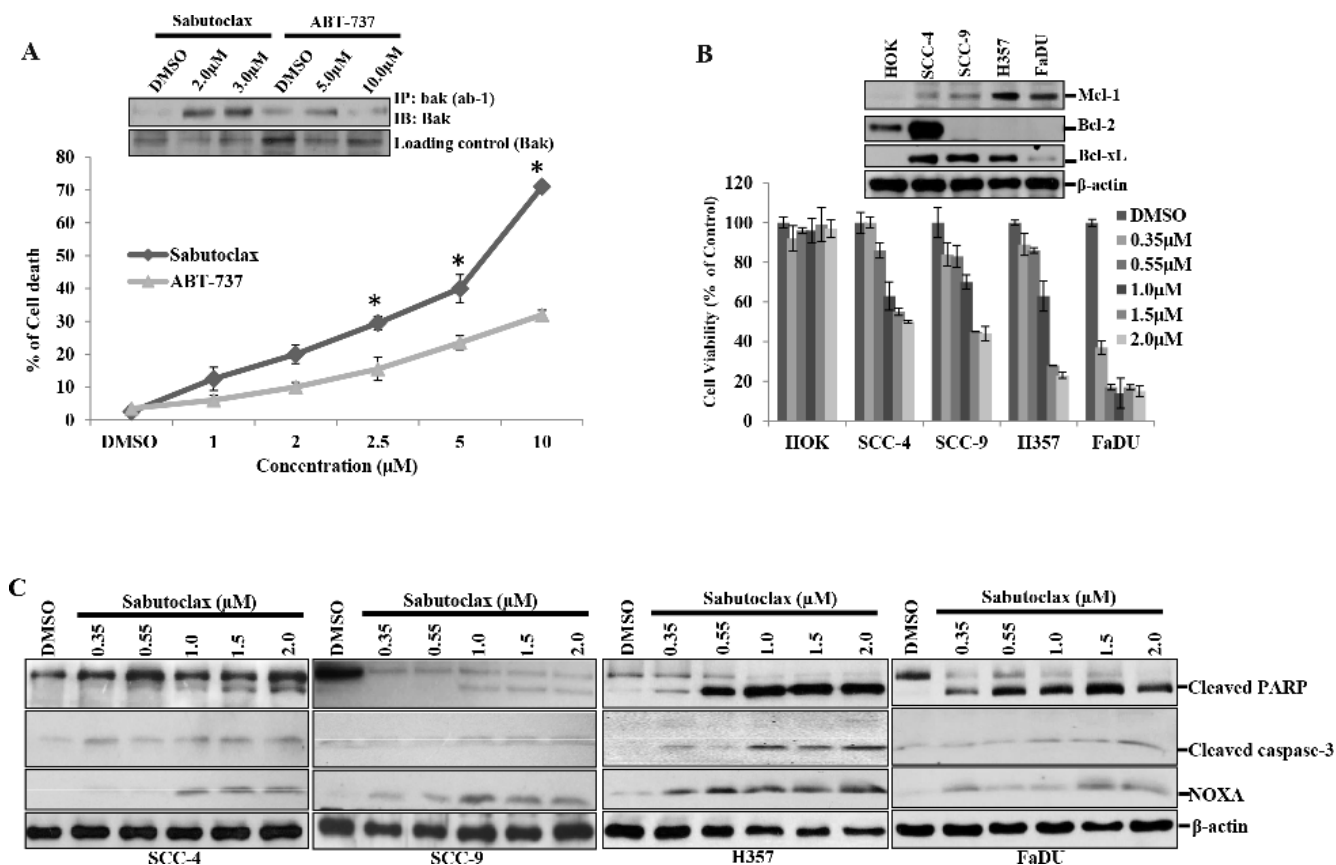 A
Sabutoclax ABT-737
DMSO 2.0µM 3.0µM DMSO 5.0µM 10.0µM
IP: bak (ab-1)
IB: Bak
Loading control (Bak)
80
70
60
50
40
30
20
10
0
% of Cell death
Sabutoclax
ABT-737
*
*
*
DMSO 1 2 2.5 5 10
Concentration (µM)
B
HOK SCC-4 SCC-9 H357 FaDU
Mcl-1
Bcl-2
Bcl-xL
β-actin
120
100
80
60
40
20
0
Cell Viability (% of Control)
DMSO
0.35µM
0.55µM
1.0µM
1.5µM
2.0µM
HOK SCC-4 SCC-9 H357 FaDU
C
Sabutoclax (µM) Sabutoclax (µM) Sabutoclax (µM) Sabutoclax (µM)
DMSO 0.35 0.55 1.0 1.5 2.0 DMSO 0.35 0.55 1.0 1.5 2.0 DMSO 0.35 0.55 1.0 1.5 2.0 DMSO 0.35 0.55 1.0 1.5 2.0
Cleaved PARP
Cleaved caspase-3
NOXA
β-actin
SCC-4 SCC-9 H357 FaDU